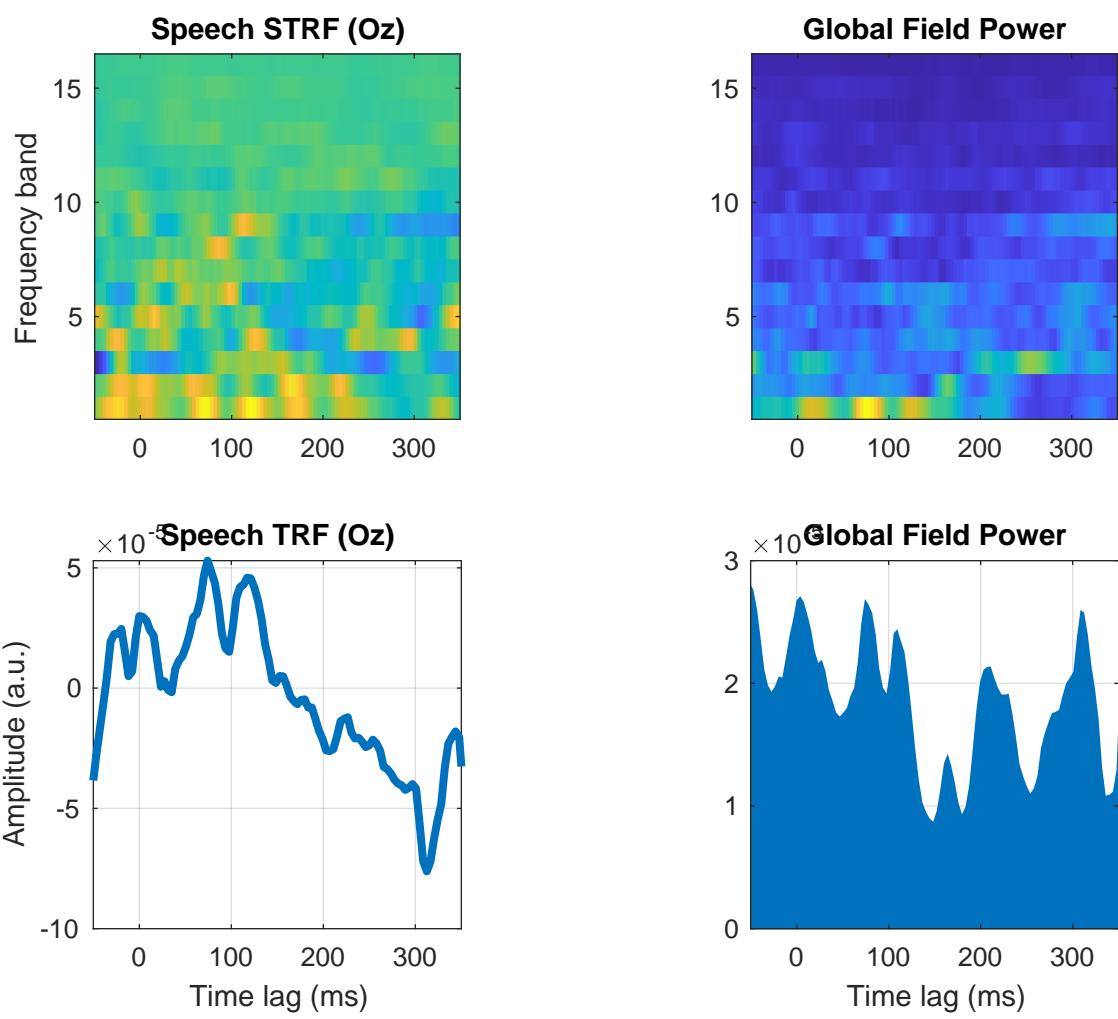 Speech STRF (Oz)
Frequency band
15
10
5
0 100 200 300
Global Field Power
15
10
5
0 100 200 300
Speech TRF (Oz)
×10
Amplitude (a.u.)
5
0
-5
-10
0 100 200 300
Time lag (ms)
Global Field Power
×10
3
2
1
0
0 100 200 300
Time lag (ms)